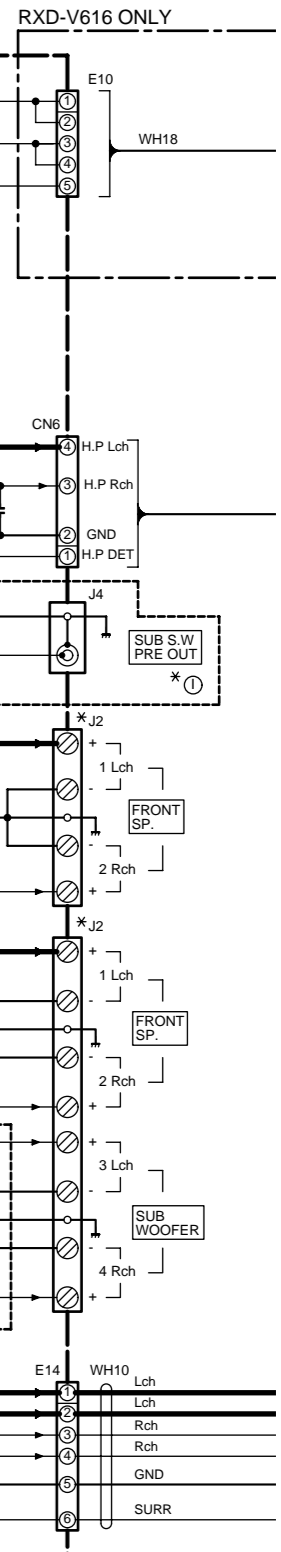 RXD-V616 ONLY
E10
1
2
3
4
5
WH18
CN6
4 H.P Lch
3 H.P Rch
2 GND
1 H.P DET
J4
SUB S.W
PRE OUT
* I
*J2
+
1 Lch
-
FRONT
SP.
-
2 Rch
+
*J2
+
1 Lch
-
FRONT
SP.
-
2 Rch
+
+
3 Lch
-
SUB
WOOFER
-
4 Rch
+
E14 WH10
1 Lch
2 Lch
3 Rch
4 Rch
5 GND
6 SURR